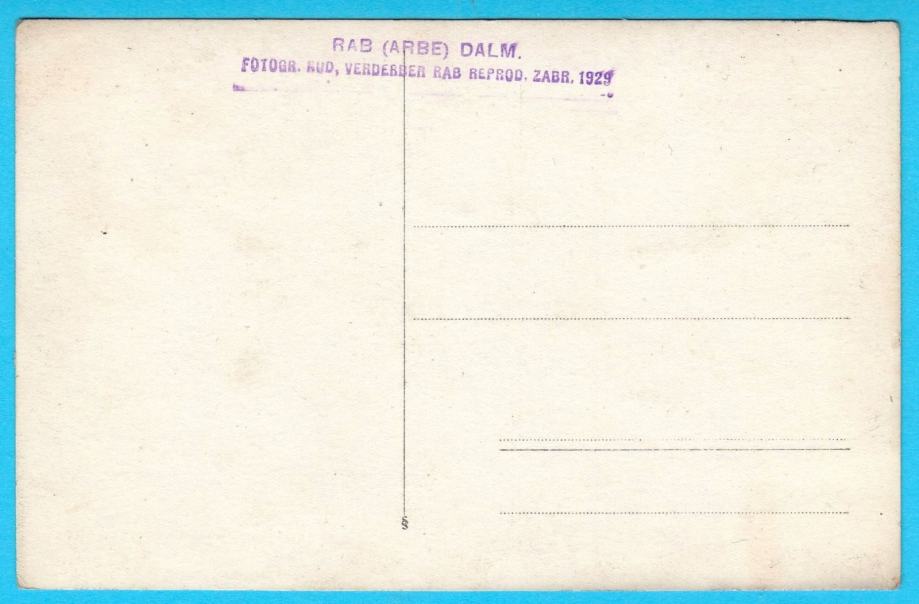 RAB (ARBE) DALM.
FOTOGR. RUD, VERDERBER RAB REPROD. ZABR. 1929
§